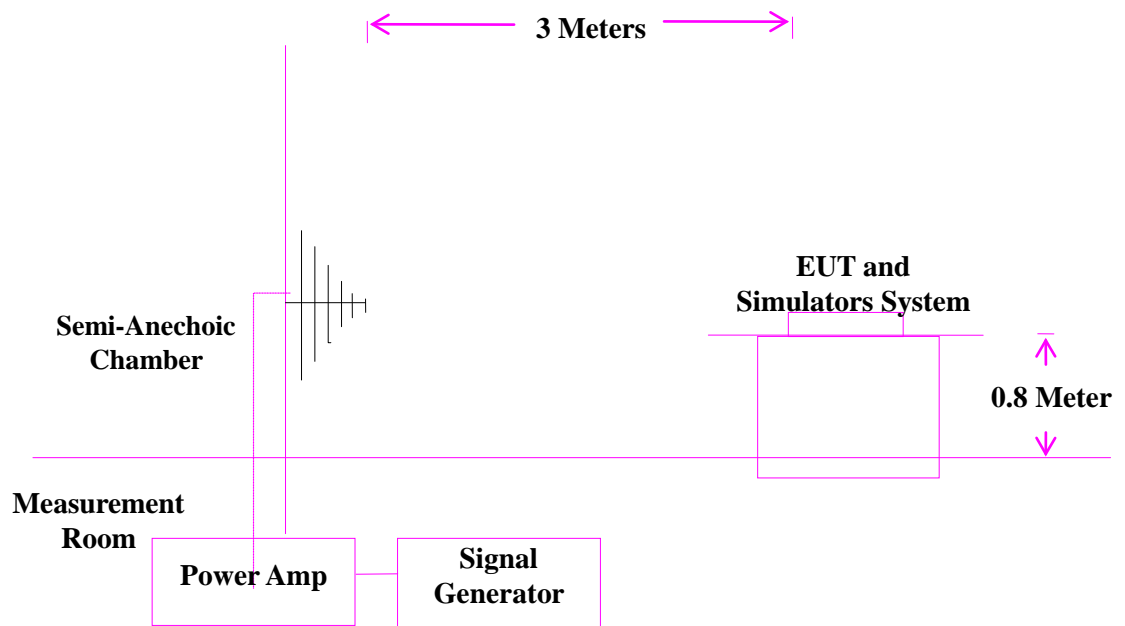 3 Meters
EUT and
Simulators System
Semi-Anechoic
Chamber
0.8 Meter
Measurement
Room
Power Amp
Signal
Generator